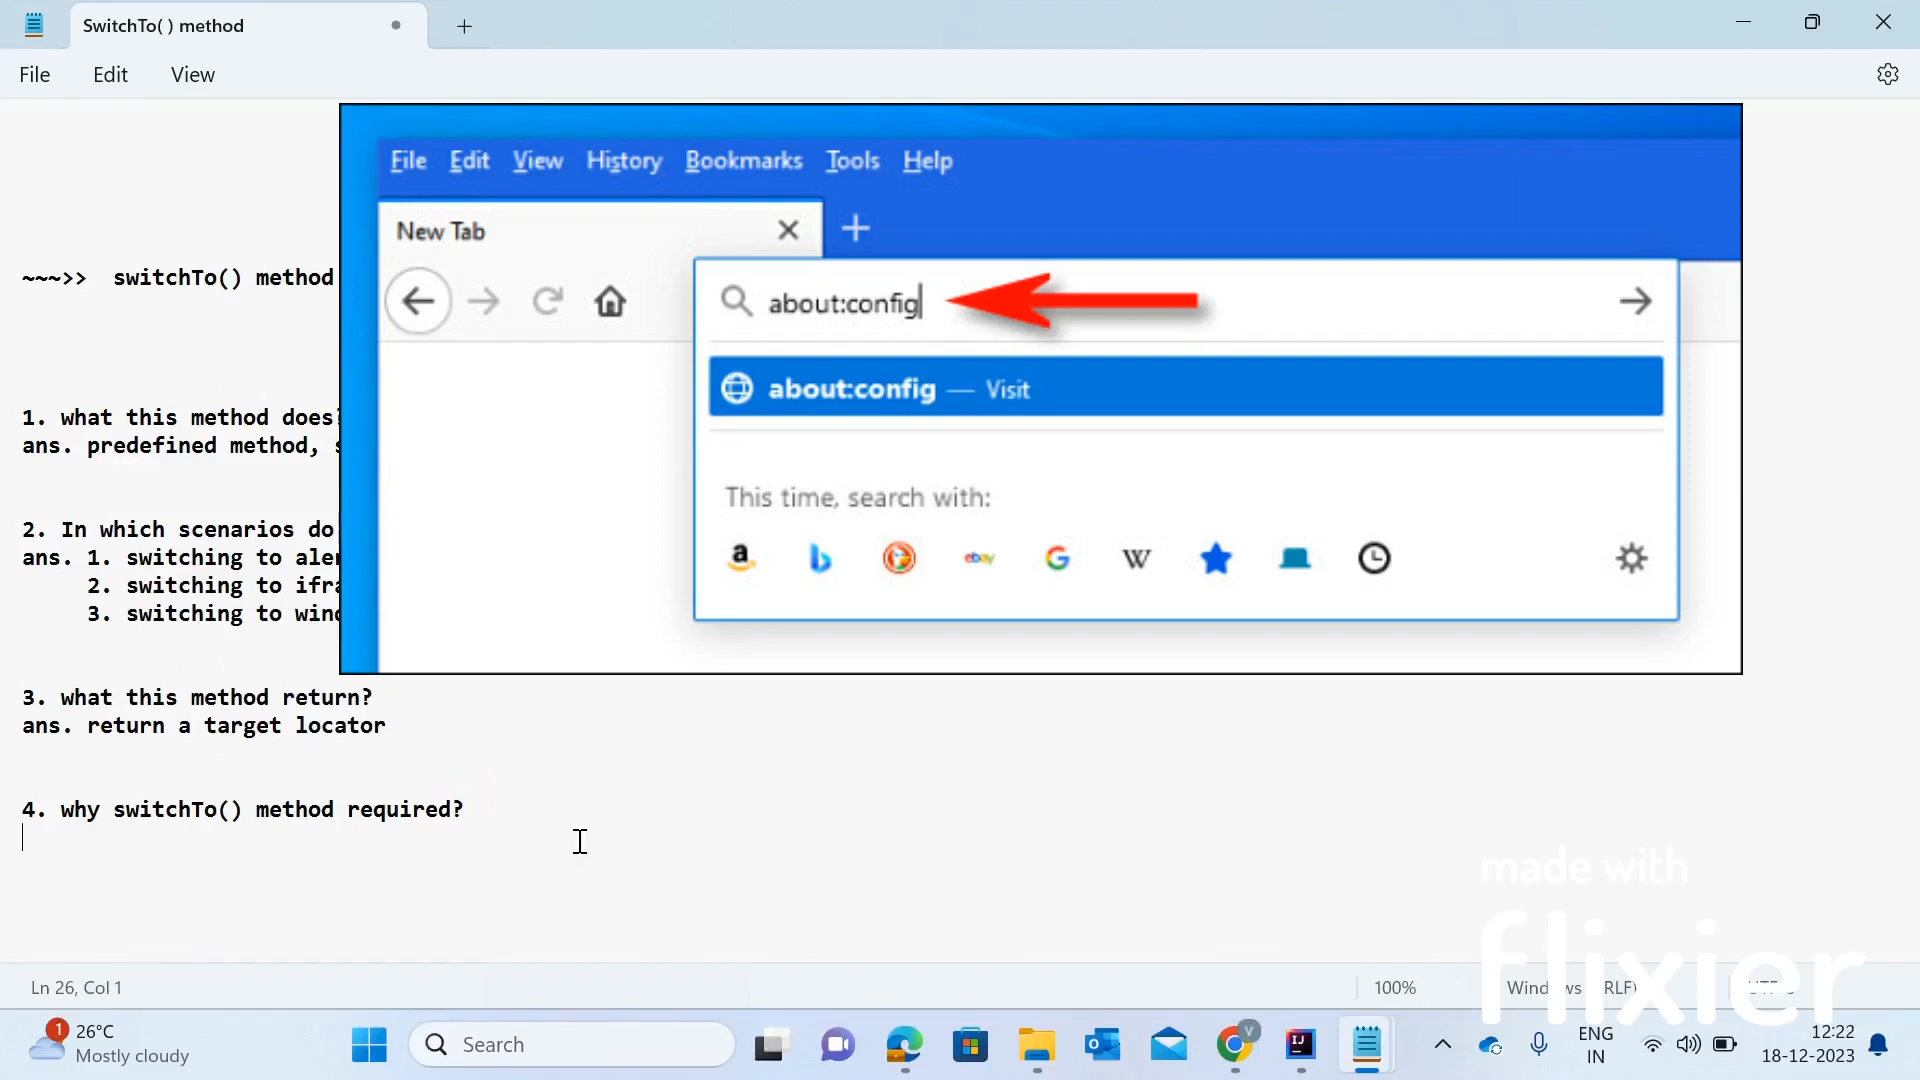 SwitchTo( ) method
File Edit View
File Edit View History Bookmarks Tools Help
New Tab
about:config
about:config — Visit
This time, search with:
a
ebay
G
W
~~~>> switchTo() method
1. what this method does?
ans. predefined method,
2. In which scenarios do
ans. 1. switching to
2. switching to
3. switching to
3. what this method return?
ans. return a target locator
4. why switchTo() method required?
made with
flixier
Ln 26, Col 1
100%
1
26°C
Mostly cloudy
Search
V
IJ
ENG
IN
12:22
18-12-2023